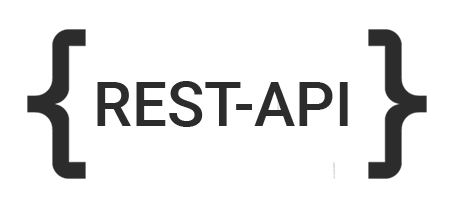 { REST-API }